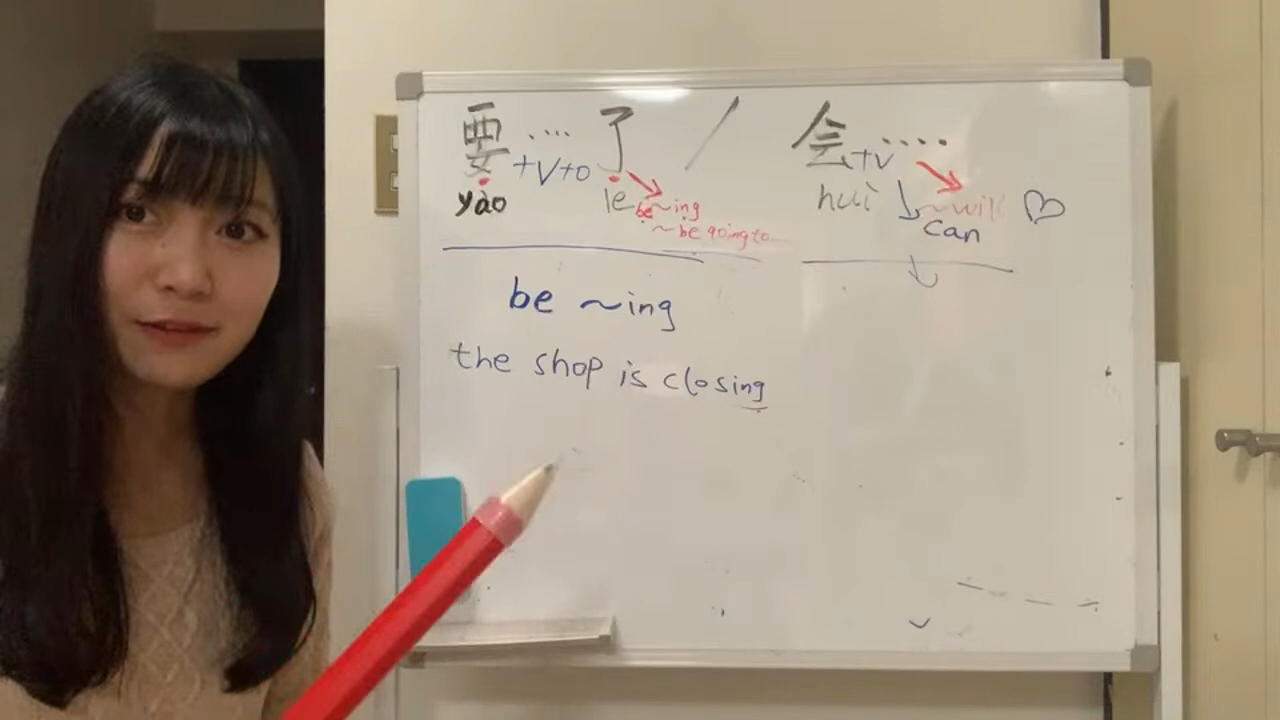 要 .... 了 / 会 ....
+V+o +V
yào le huì
be ~ing ~will ♡
~be going to... can
be ~ing
the shop is closing